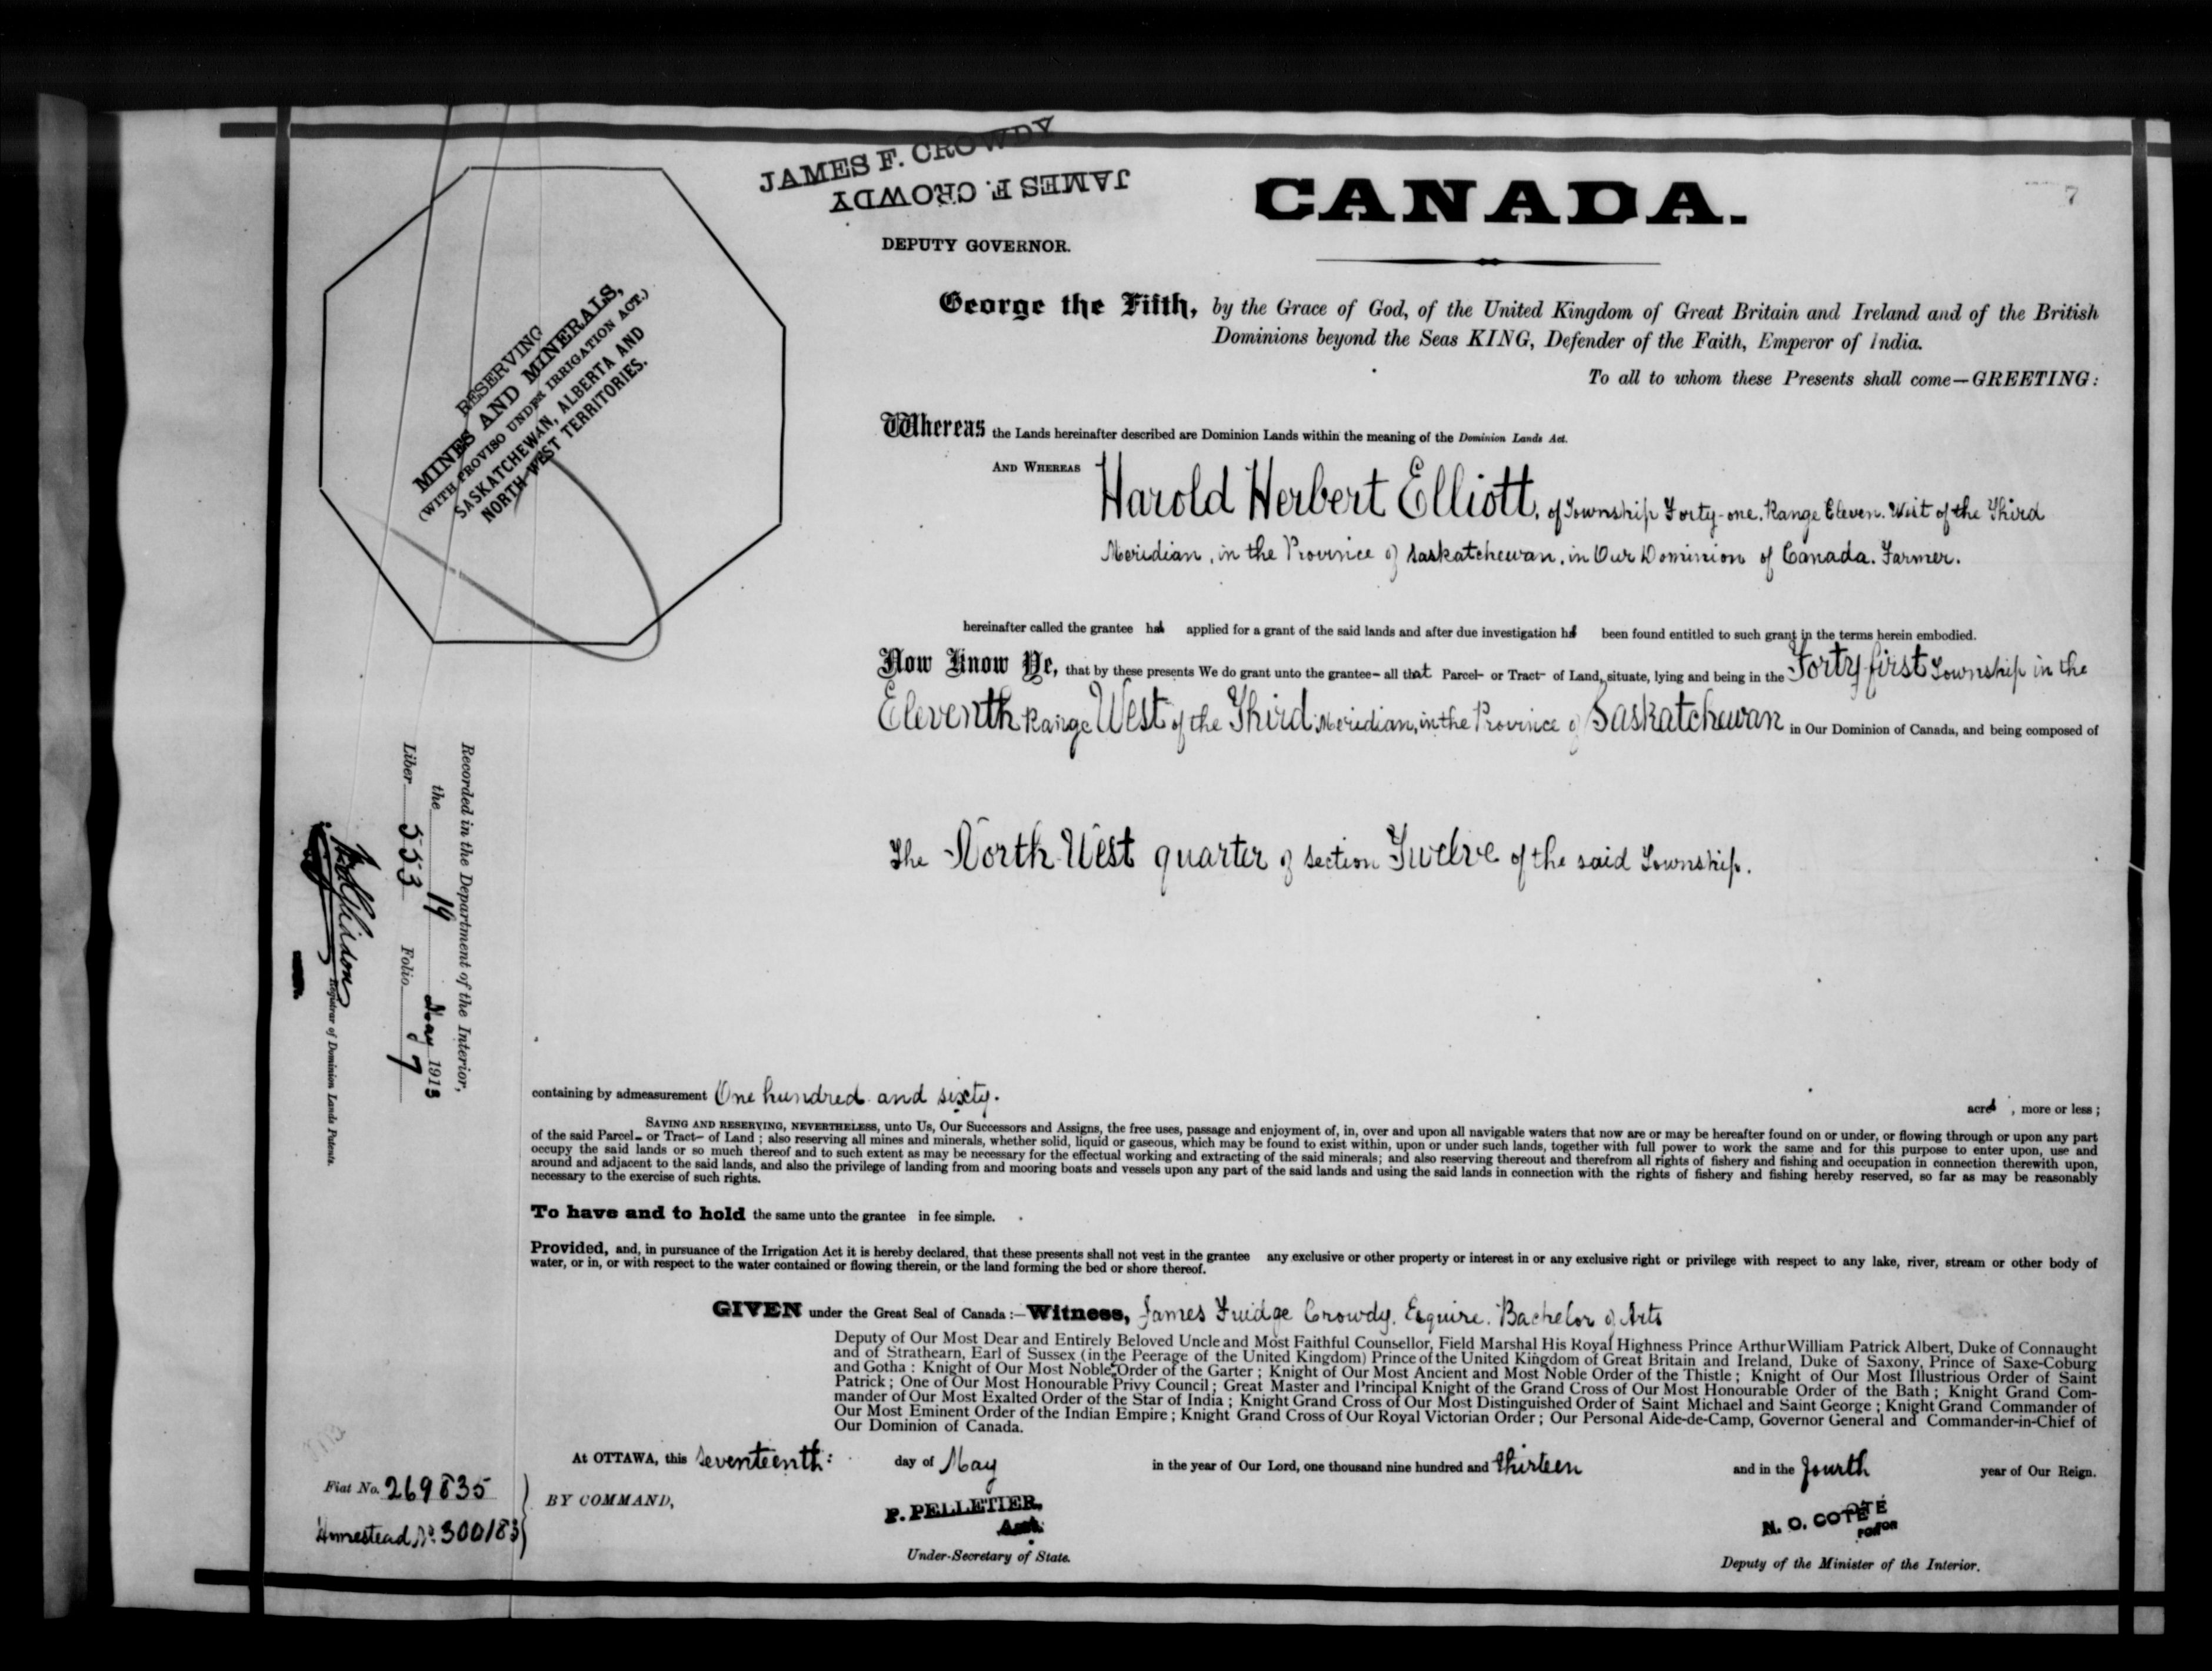 JAMES F. CROWDY
JAMES F. CROWDY
DEPUTY GOVERNOR.
CANADA.
7
RESERVING
MINES AND MINERALS,
(WITH PROVISO UNDER IRRIGATION ACT.)
SASKATCHEWAN, ALBERTA AND
NORTH WEST TERRITORIES.
George the Fifth, by the Grace of God, of the United Kingdom of Great Britain and Ireland and of the British
Dominions beyond the Seas KING, Defender of the Faith, Emperor of India.
To all to whom these Presents shall come—GREETING:
Whereas the Lands hereinafter described are Dominion Lands within the meaning of the Dominion Lands Act.
AND WHEREAS Harold Herbert Elliott, of Township Forty-one, Range Eleven, West of the Third
Meridian, in the Province of Saskatchewan, in Our Dominion of Canada. Farmer.
hereinafter called the grantee has applied for a grant of the said lands and after due investigation has been found entitled to such grant in the terms herein embodied.
Now Know Ye, that by these presents We do grant unto the grantee- all that Parcel- or Tract- of Land, situate, lying and being in the Forty first Township in the
Eleventh Range West of the Third Meridian, in the Province of Saskatchewan in Our Dominion of Canada, and being composed of
The North West quarter of section Twelve of the said Township.
Recorded in the Department of the Interior,
the 19 May 1913
Liber 553 Folio 7
Registrar of Dominion Lands Patents.
containing by admeasurement One hundred and sixty. acres, more or less;
SAVING AND RESERVING, NEVERTHELESS, unto Us, Our Successors and Assigns, the free uses, passage and enjoyment of, in, over and upon all navigable waters that now are or may be hereafter found on or under, or flowing through or upon any part
of the said Parcel- or Tract- of Land; also reserving all mines and minerals, whether solid, liquid or gaseous, which may be found to exist within, upon or under such lands, together with full power to work the same and for this purpose to enter upon, use and
occupy the said lands or so much thereof and to such extent as may be necessary for the effectual working and extracting of the said minerals; and also reserving thereout and therefrom all rights of fishery and fishing and occupation in connection therewith upon,
around and adjacent to the said lands, and also the privilege of landing from and mooring boats and vessels upon any part of the said lands and using the said lands in connection with the rights of fishery and fishing hereby reserved, so far as may be reasonably
necessary to the exercise of such rights.
To have and to hold the same unto the grantee in fee simple.
Provided, and, in pursuance of the Irrigation Act it is hereby declared, that these presents shall not vest in the grantee any exclusive or other property or interest in or any exclusive right or privilege with respect to any lake, river, stream or other body of
water, or in, or with respect to the water contained or flowing therein, or the land forming the bed or shore thereof.
GIVEN under the Great Seal of Canada:—Witness, James Fuidge Crowdy, Esquire. Bachelor of Arts
Deputy of Our Most Dear and Entirely Beloved Uncle and Most Faithful Counsellor, Field Marshal His Royal Highness Prince Arthur William Patrick Albert, Duke of Connaught
and of Strathearn, Earl of Sussex (in the Peerage of the United Kingdom) Prince of the United Kingdom of Great Britain and Ireland, Duke of Saxony, Prince of Saxe-Coburg
and Gotha: Knight of Our Most Noble Order of the Garter; Knight of Our Most Ancient and Most Noble Order of the Thistle; Knight of Our Most Illustrious Order of Saint
Patrick; One of Our Most Honourable Privy Council; Great Master and Principal Knight of the Grand Cross of Our Most Honourable Order of the Bath; Knight Grand Com-
mander of Our Most Exalted Order of the Star of India; Knight Grand Cross of Our Most Distinguished Order of Saint Michael and Saint George; Knight Grand Commander of
Our Most Eminent Order of the Indian Empire; Knight Grand Cross of Our Royal Victorian Order; Our Personal Aide-de-Camp, Governor General and Commander-in-Chief of
Our Dominion of Canada.
At OTTAWA, this seventeenth: day of May in the year of Our Lord, one thousand nine hundred and thirteen and in the fourth year of Our Reign.
Fiat No. 269835
Homestead No. 300183
BY COMMAND,
P. PELLETIER,
Act.
Under-Secretary of State.
N. O. COTÉ
FOR
Deputy of the Minister of the Interior.